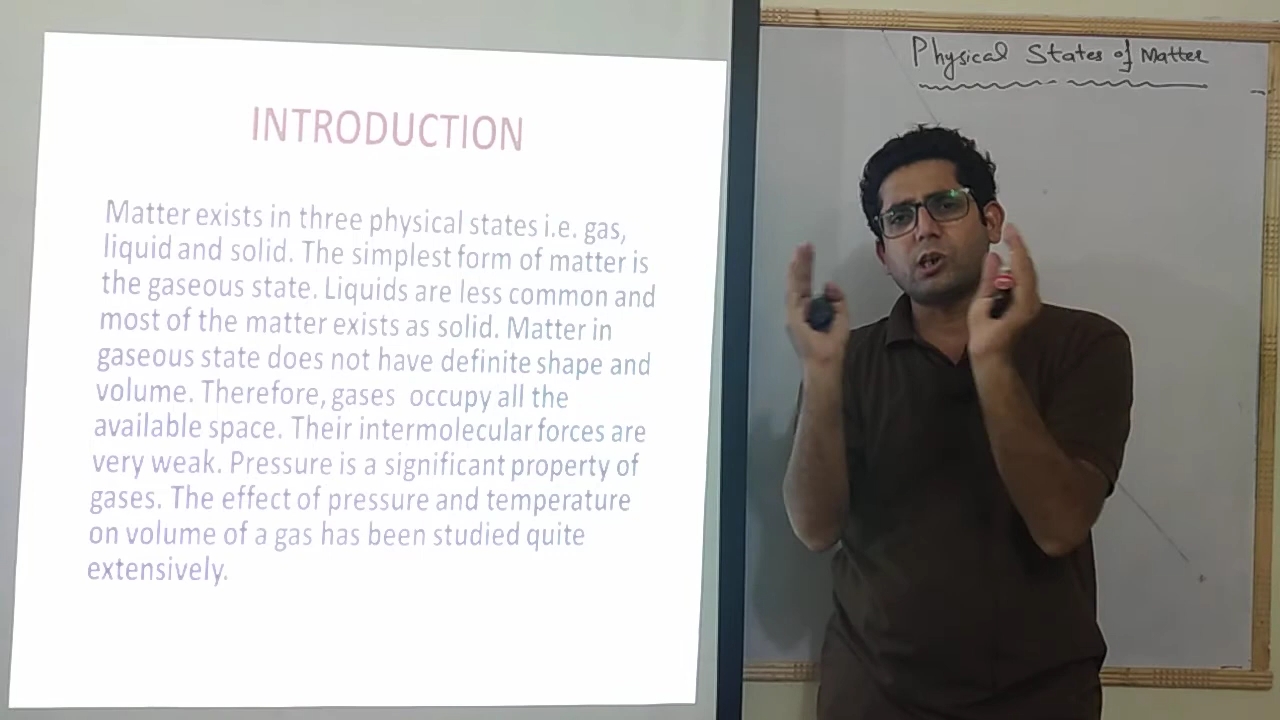 INTRODUCTION
Matter exists in three physical states i.e. gas,
liquid and solid. The simplest form of matter is
the gaseous state. Liquids are less common and
most of the matter exists as solid. Matter in
gaseous state does not have definite shape and
volume. Therefore, gases occupy all the
available space. Their intermolecular forces are
very weak. Pressure is a significant property of
gases. The effect of pressure and temperature
on volume of a gas has been studied quite
extensively.
Physical States of Matter